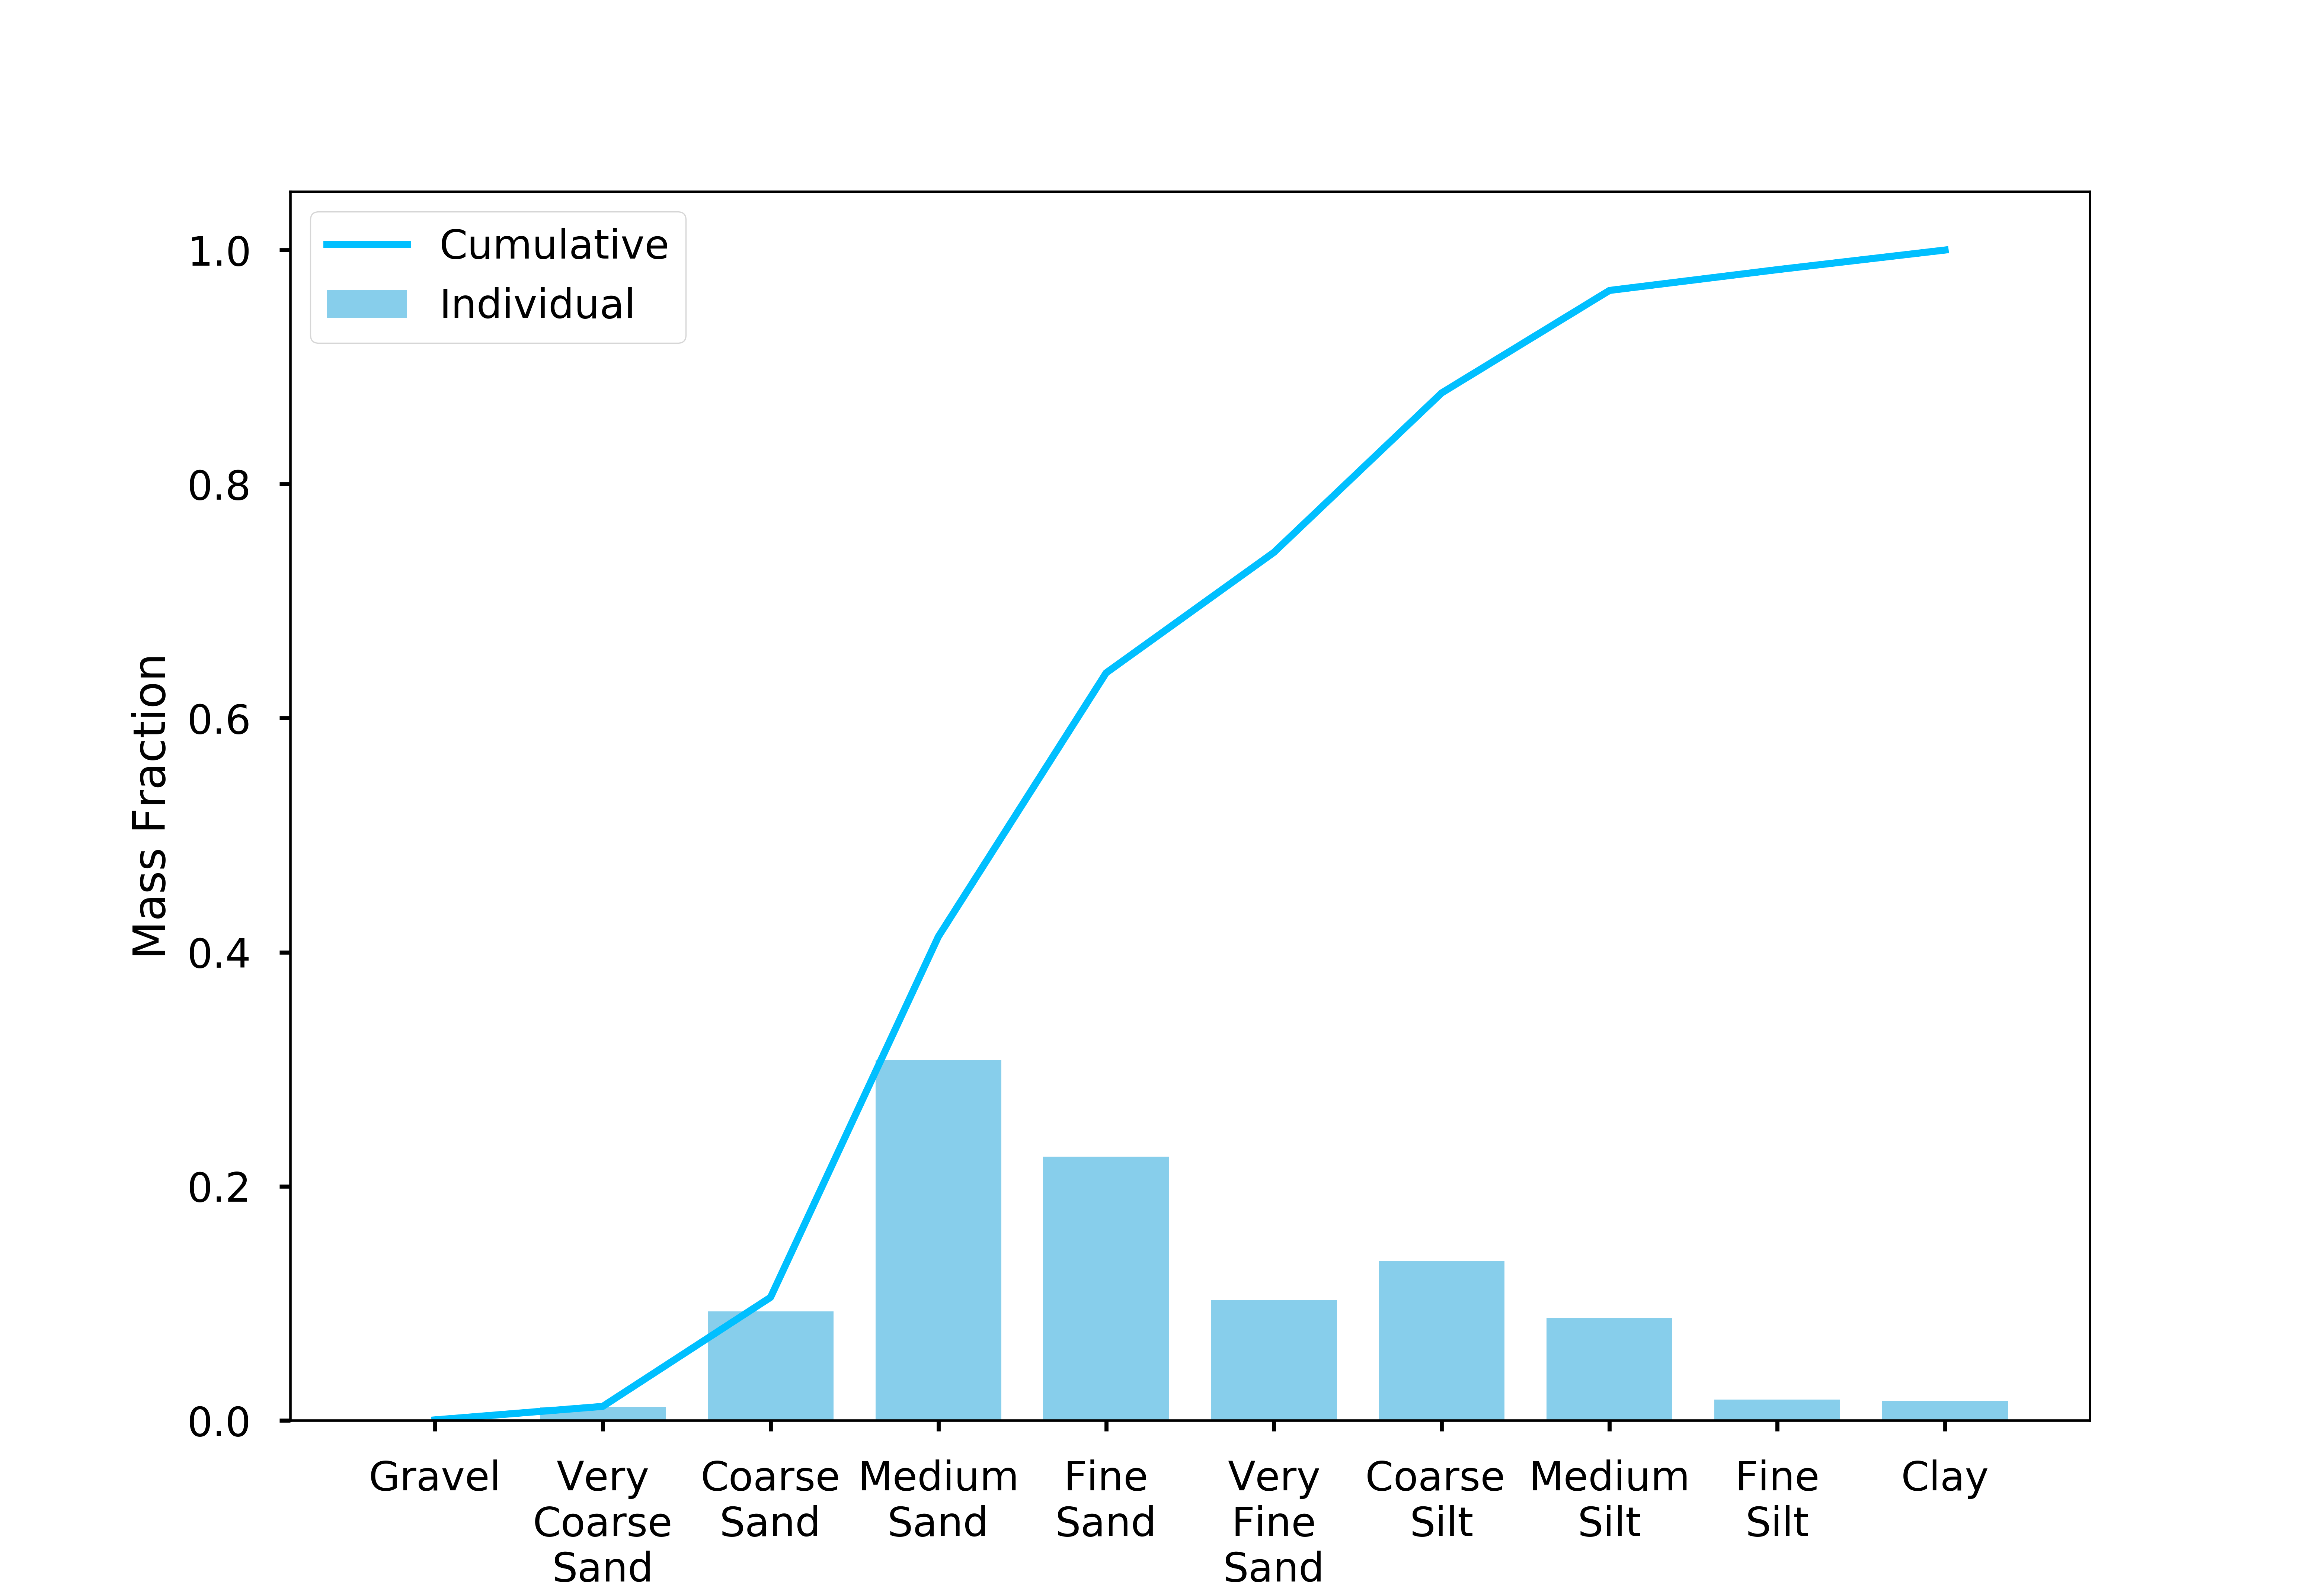 Cumulative
Individual
1.0
0.8
0.6
0.4
0.2
0.0
Mass Fraction
Gravel
Very
Coarse
Sand
Coarse
Sand
Medium
Sand
Fine
Sand
Very
Fine
Sand
Coarse
Silt
Medium
Silt
Fine
Silt
Clay